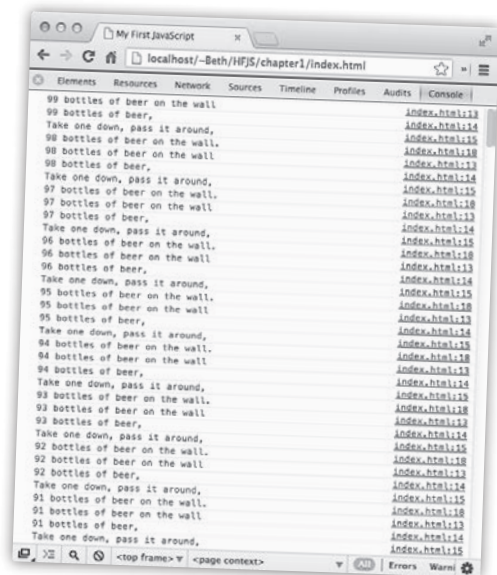 My First JavaScript
localhost/~Beth/HFJS/chapter1/index.html
Elements Resources Network Sources Timeline Profiles Audits Console
99 bottles of beer on the wall index.html:13
99 bottles of beer, index.html:14
Take one down, pass it around, index.html:15
98 bottles of beer on the wall. index.html:18
98 bottles of beer on the wall index.html:13
98 bottles of beer, index.html:14
Take one down, pass it around, index.html:15
97 bottles of beer on the wall. index.html:18
97 bottles of beer on the wall index.html:13
97 bottles of beer, index.html:14
Take one down, pass it around, index.html:15
96 bottles of beer on the wall. index.html:18
96 bottles of beer on the wall index.html:13
96 bottles of beer, index.html:14
Take one down, pass it around, index.html:15
95 bottles of beer on the wall. index.html:18
95 bottles of beer on the wall index.html:13
95 bottles of beer, index.html:14
Take one down, pass it around, index.html:15
94 bottles of beer on the wall. index.html:18
94 bottles of beer on the wall index.html:13
94 bottles of beer, index.html:14
Take one down, pass it around, index.html:15
93 bottles of beer on the wall. index.html:18
93 bottles of beer on the wall index.html:13
93 bottles of beer, index.html:14
Take one down, pass it around, index.html:15
92 bottles of beer on the wall. index.html:18
92 bottles of beer on the wall index.html:13
92 bottles of beer, index.html:14
Take one down, pass it around, index.html:15
91 bottles of beer on the wall. index.html:18
91 bottles of beer on the wall index.html:13
91 bottles of beer, index.html:14
Take one down, pass it around, index.html:15
<top frame> <page context> All Errors Warni